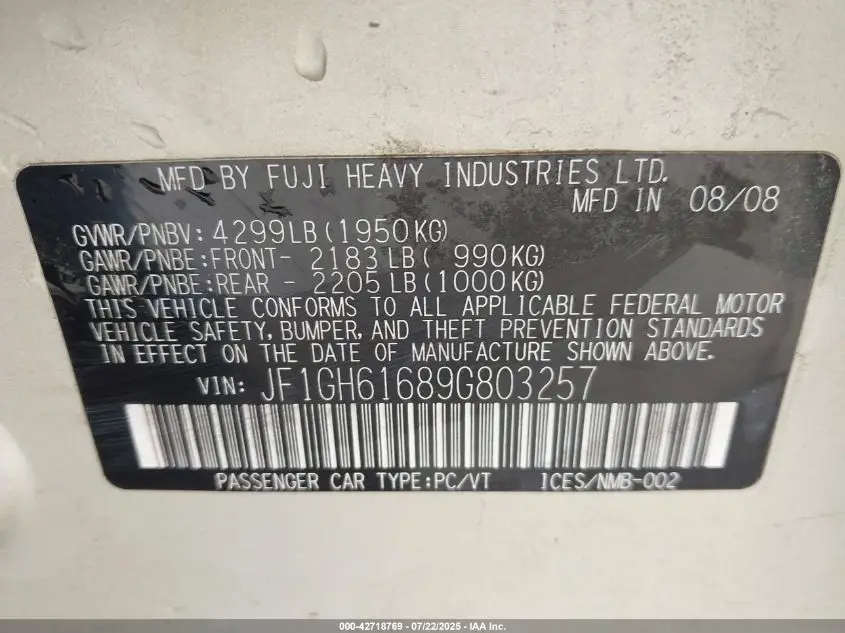 MFD BY FUJI HEAVY INDUSTRIES LTD.
MFD IN 08/08
GVWR/PNBV: 4299LB(1950KG)
GAWR/PNBE:FRONT- 2183LB( 990KG)
GAWR/PNBE:REAR - 2205LB(1000KG)
THIS VEHICLE CONFORMS TO ALL APPLICABLE FEDERAL MOTOR
VEHICLE SAFETY, BUMPER, AND THEFT PREVENTION STANDARDS
IN EFFECT ON THE DATE OF MANUFACTURE SHOWN ABOVE.
VIN: JF1GH61689G803257
PASSENGER CAR TYPE:PC/VT ICES/NMB-002
000-42718769 | 07/22/2025 - IAA Inc.